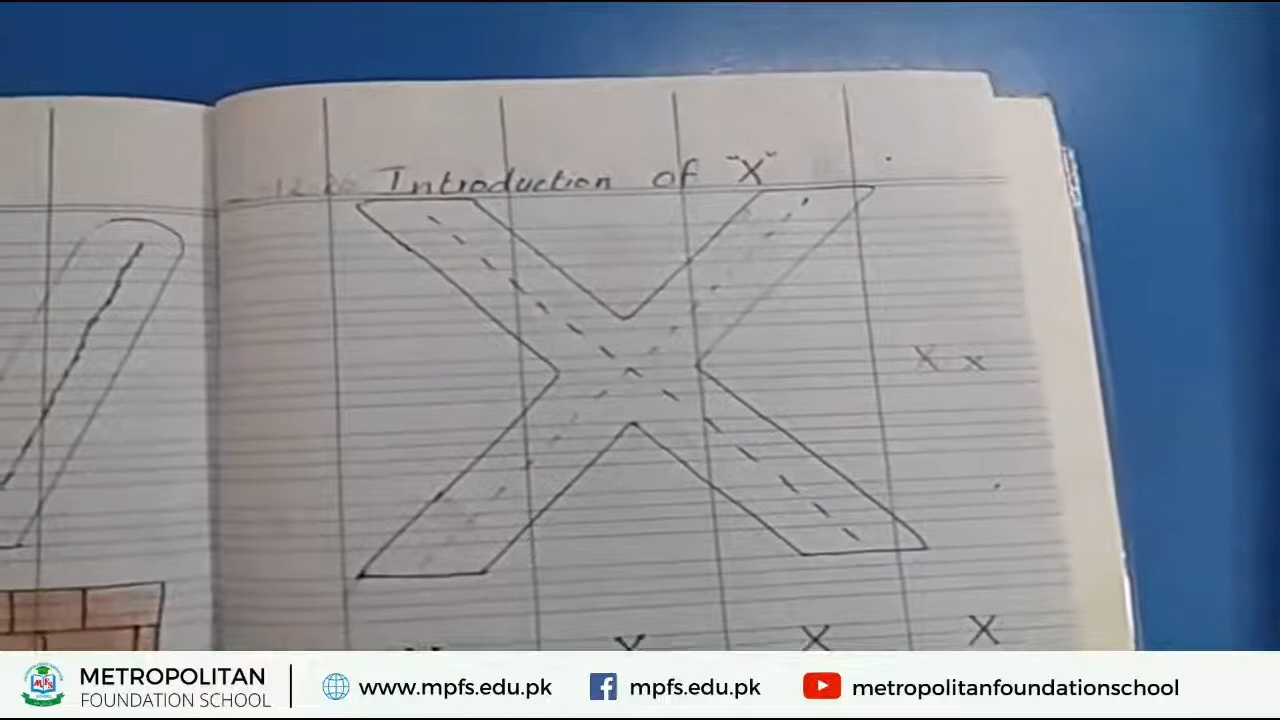 Introduction of "X"
X x
X X X
METROPOLITAN
FOUNDATION SCHOOL
www.mpfs.edu.pk
mpfs.edu.pk
metropolitanfoundationschool